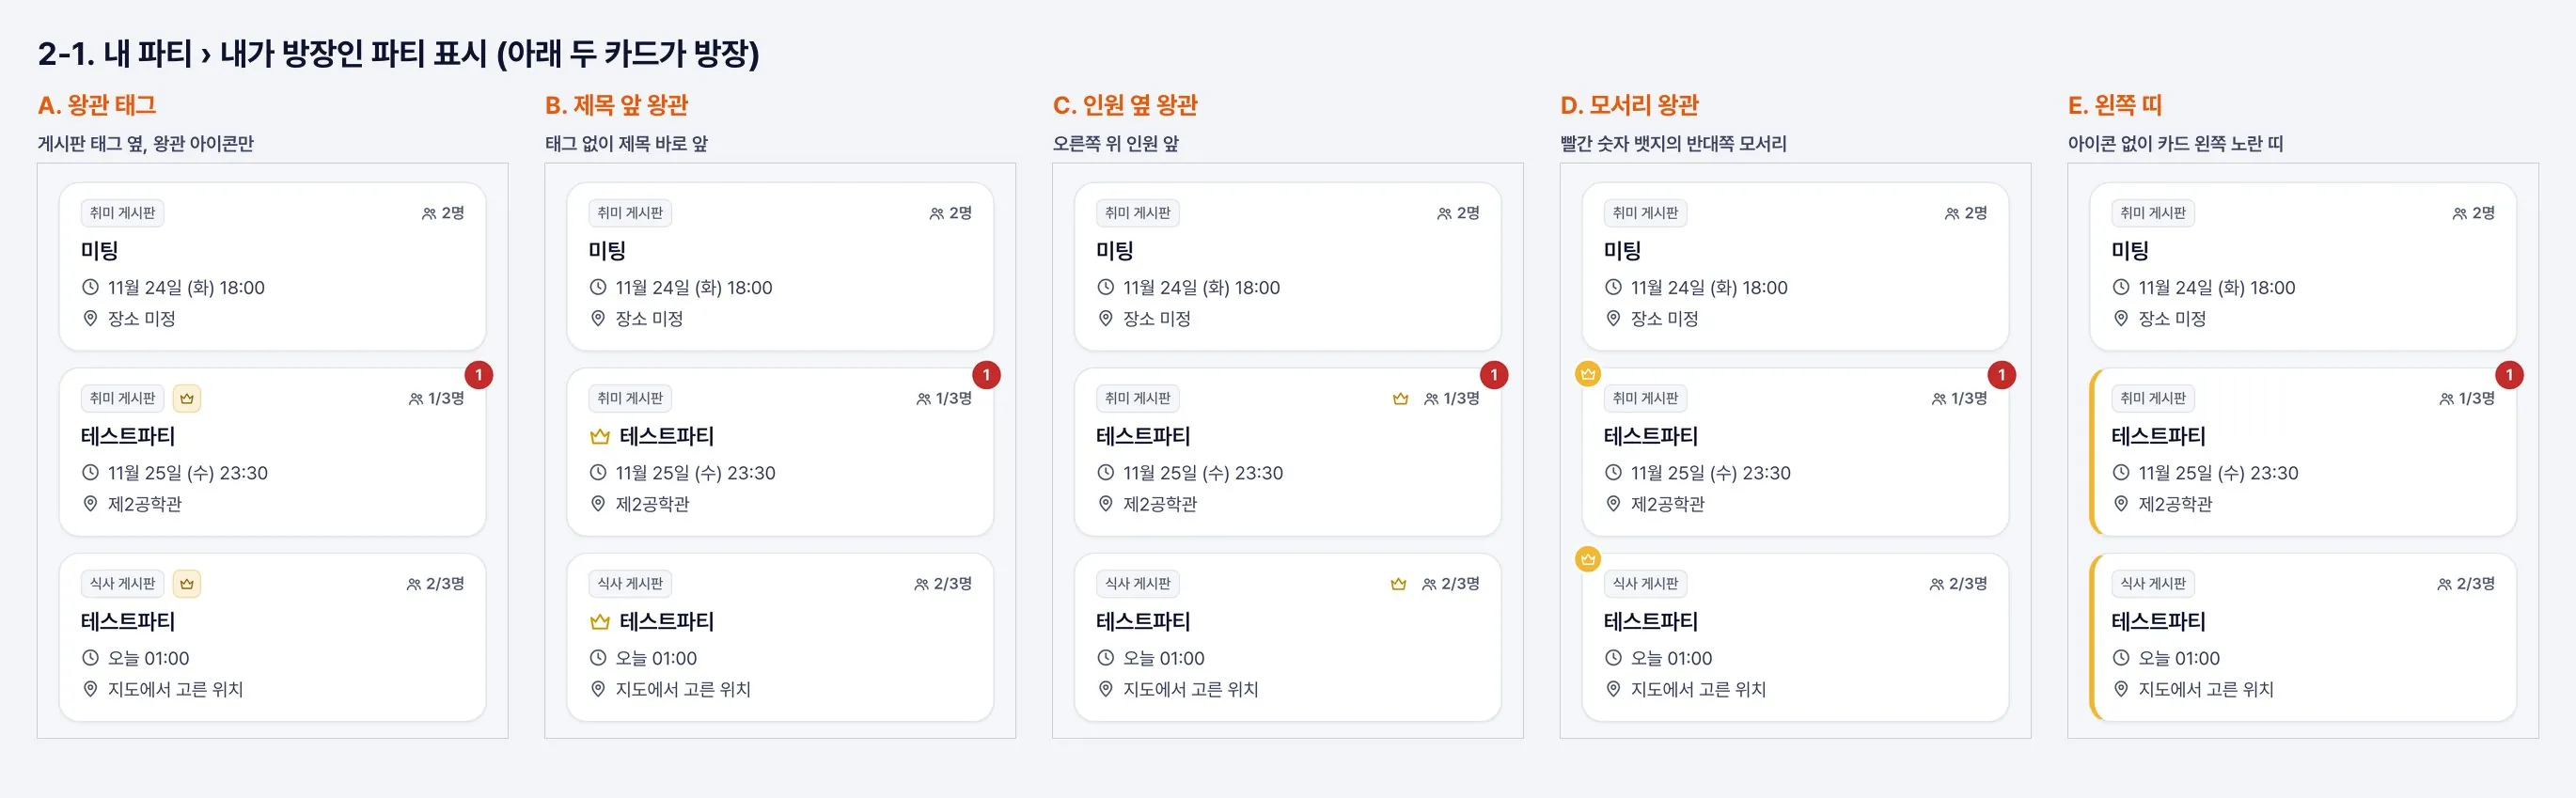 2-1. 내 파티 › 내가 방장인 파티 표시 (아래 두 카드가 방장)
A. 왕관 태그
게시판 태그 옆, 왕관 아이콘만
취미 게시판
2명
미팅
11월 24일 (화) 18:00
장소 미정
1
취미 게시판
1/3명
테스트파티
11월 25일 (수) 23:30
제2공학관
식사 게시판
2/3명
테스트파티
오늘 01:00
지도에서 고른 위치
B. 제목 앞 왕관
태그 없이 제목 바로 앞
취미 게시판
2명
미팅
11월 24일 (화) 18:00
장소 미정
1
취미 게시판
1/3명
테스트파티
11월 25일 (수) 23:30
제2공학관
식사 게시판
2/3명
테스트파티
오늘 01:00
지도에서 고른 위치
C. 인원 옆 왕관
오른쪽 위 인원 앞
취미 게시판
2명
미팅
11월 24일 (화) 18:00
장소 미정
1
취미 게시판
1/3명
테스트파티
11월 25일 (수) 23:30
제2공학관
식사 게시판
2/3명
테스트파티
오늘 01:00
지도에서 고른 위치
D. 모서리 왕관
빨간 숫자 뱃지의 반대쪽 모서리
취미 게시판
2명
미팅
11월 24일 (화) 18:00
장소 미정
1
취미 게시판
1/3명
테스트파티
11월 25일 (수) 23:30
제2공학관
식사 게시판
2/3명
테스트파티
오늘 01:00
지도에서 고른 위치
E. 왼쪽 띠
아이콘 없이 카드 왼쪽 노란 띠
취미 게시판
2명
미팅
11월 24일 (화) 18:00
장소 미정
1
취미 게시판
1/3명
테스트파티
11월 25일 (수) 23:30
제2공학관
식사 게시판
2/3명
테스트파티
오늘 01:00
지도에서 고른 위치